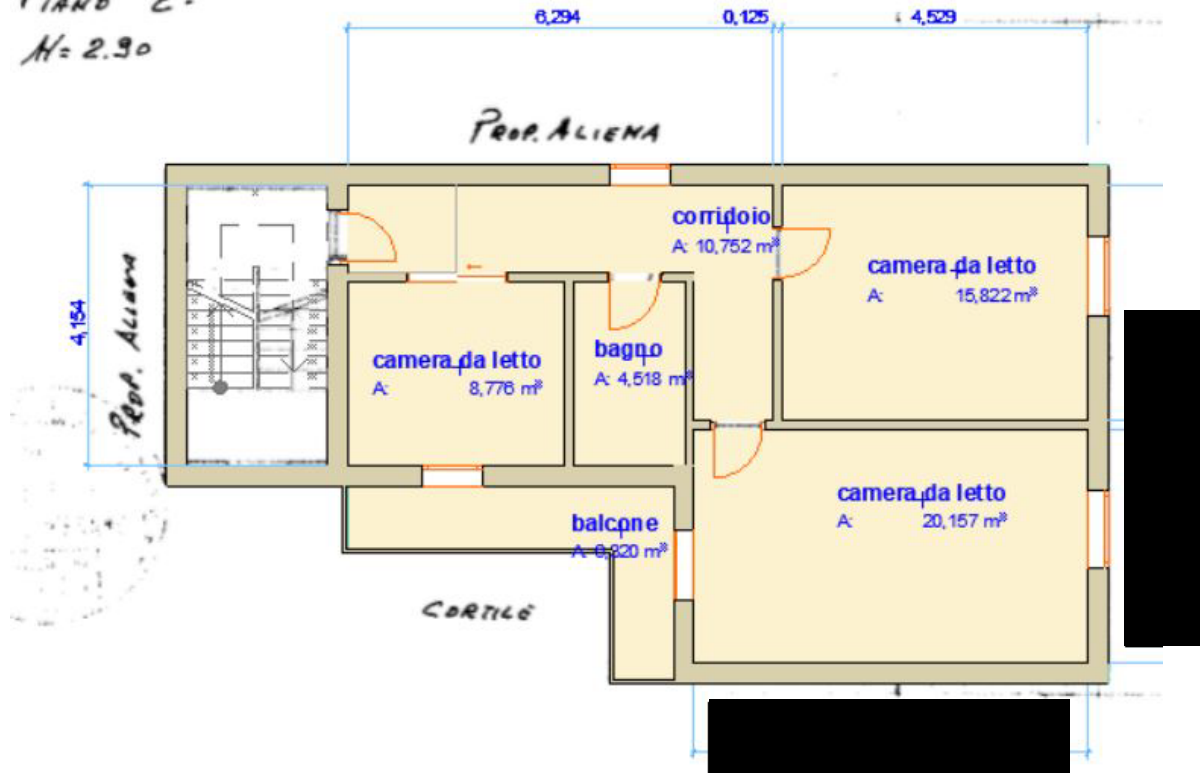 PIANO 2°
H= 2.90
6,294
0,125
4,529
PROP. ALIENA
4,154
PROP. ALIENA
corridoio
A: 10,752 m²
camera da letto
A: 15,822 m²
camera da letto
A: 8,776 m²
bagno
A: 4,518 m²
camera da letto
A: 20,157 m²
balcone
CORTILE